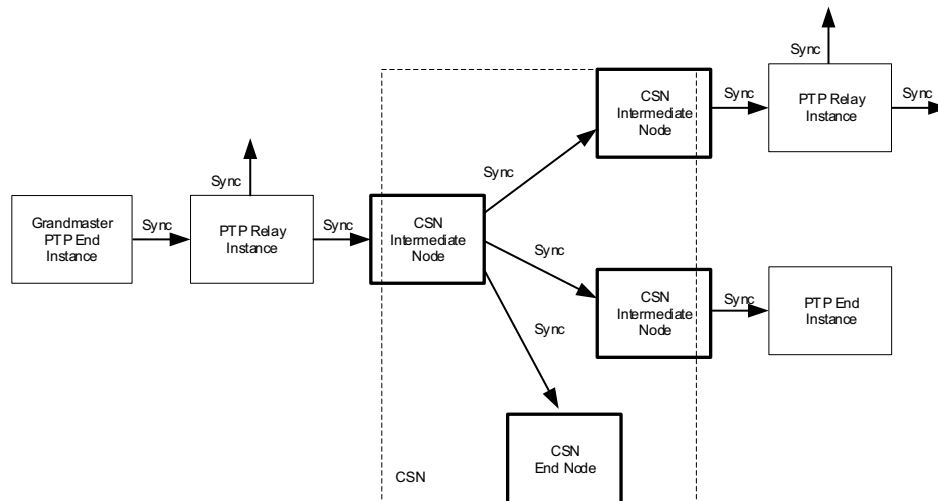 Sync
CSN
Intermediate
Node
Sync
PTP Relay
Instance
Sync
Sync
Sync
Grandmaster
PTP End
Instance
Sync
PTP Relay
Instance
Sync
CSN
Intermediate
Node
Sync
CSN
Intermediate
Node
Sync
PTP End
Instance
Sync
CSN
End Node
CSN